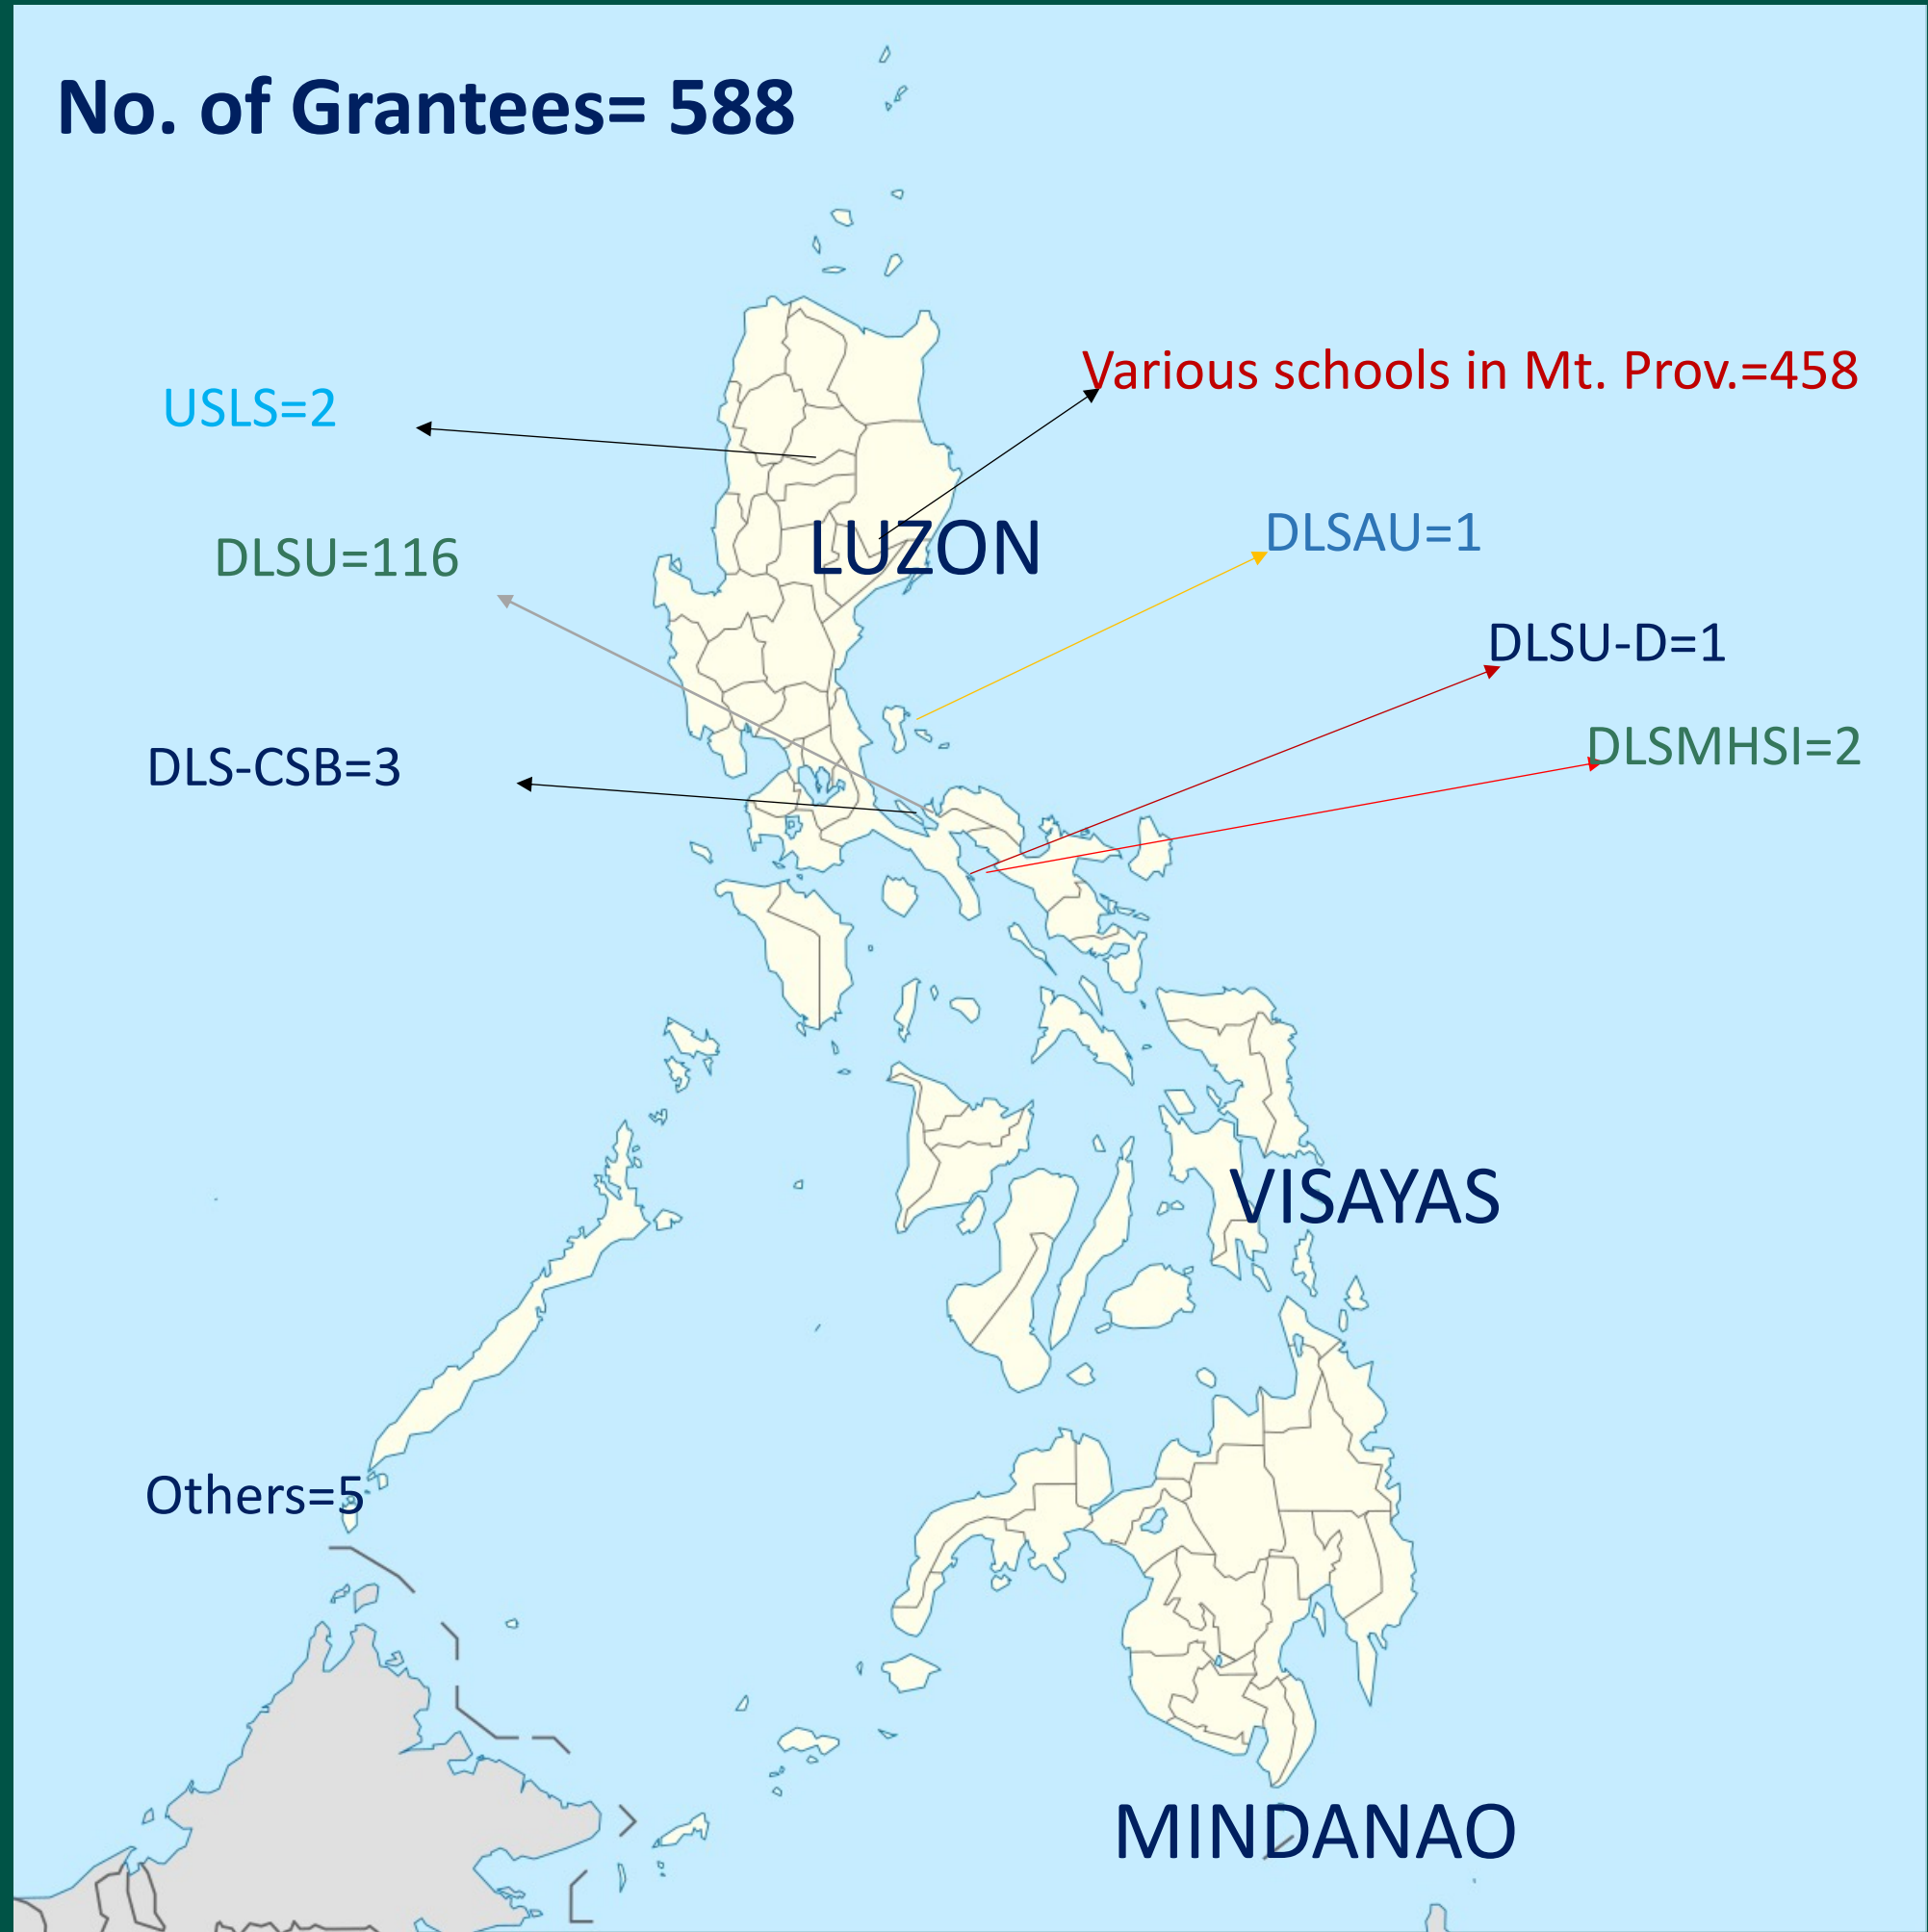 No. of Grantees= 588
Various schools in Mt. Prov.=458
USLS=2
LUZON
DLSAU=1
DLSU=116
DLSU-D=1
DLSMHSI=2
DLS-CSB=3
VISAYAS
Others=5
MINDANAO